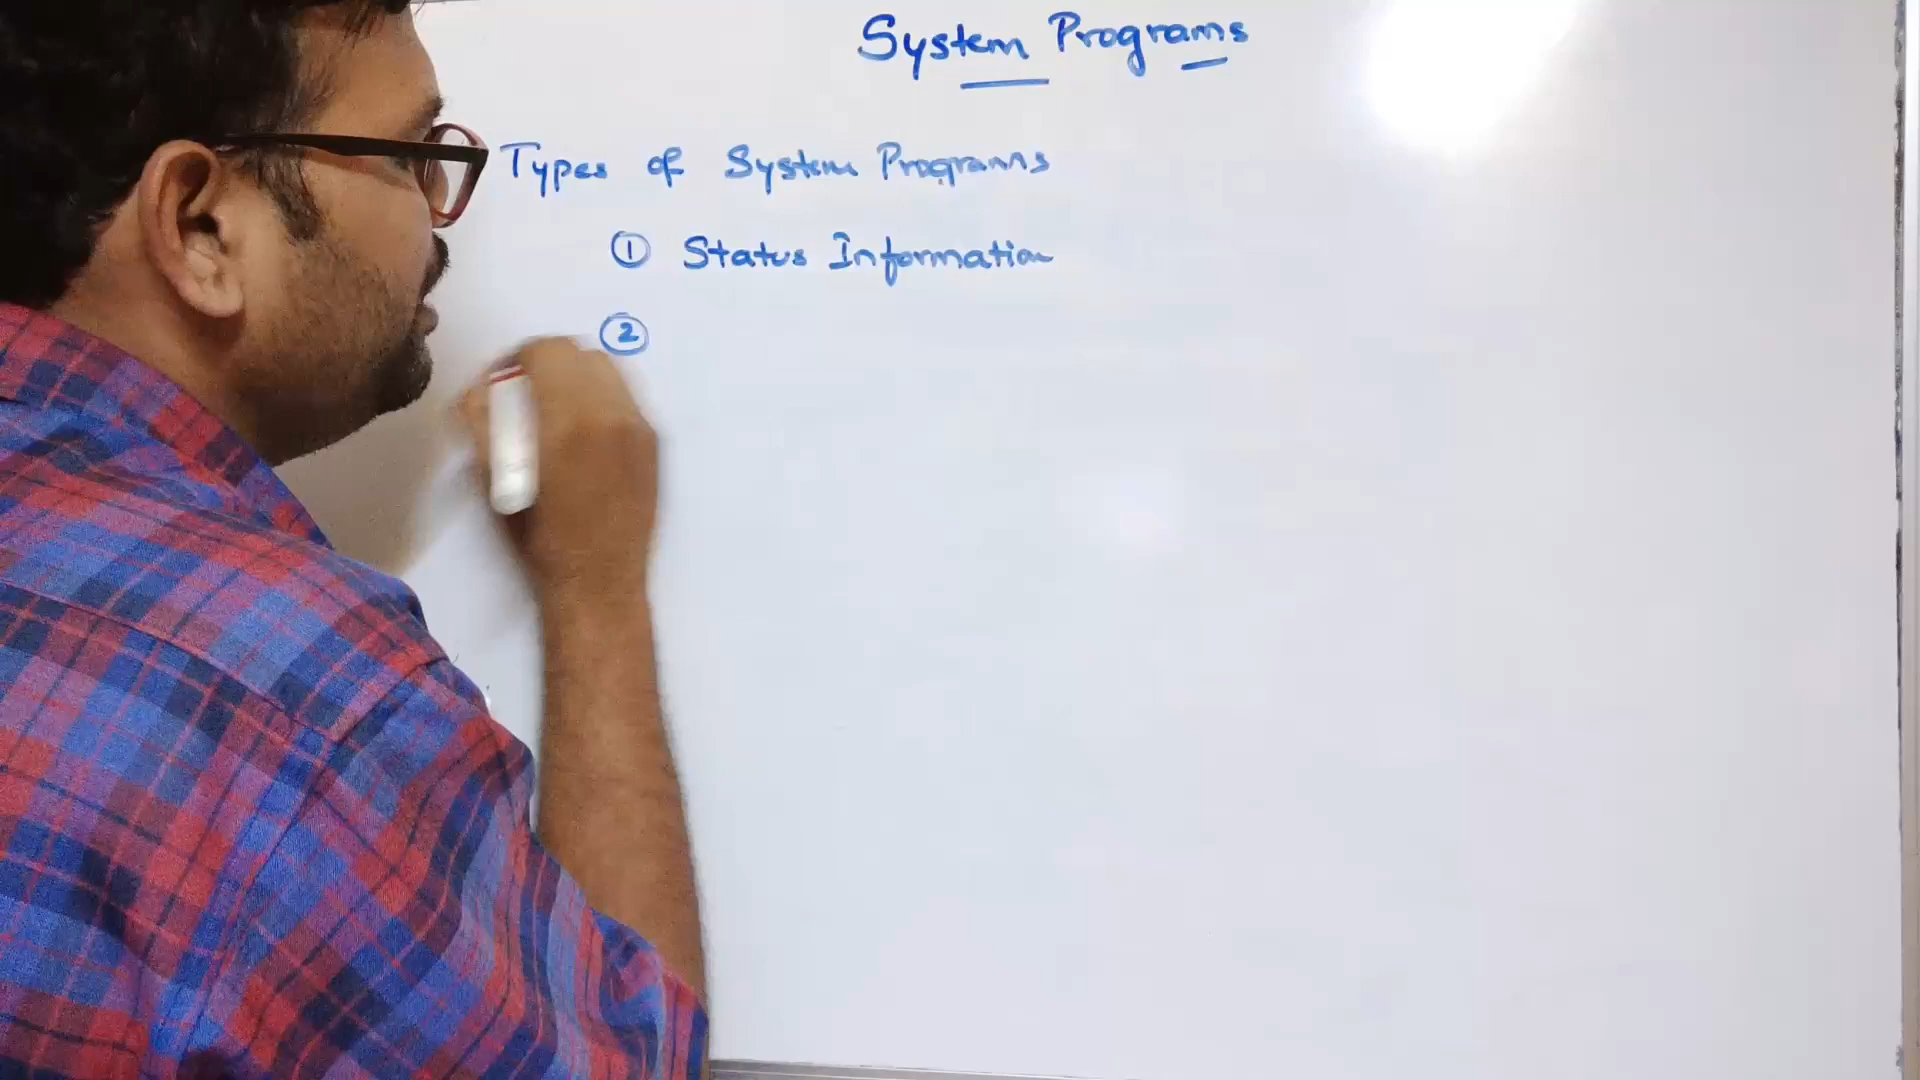 System Programs
Types of System Programs
① Status Information
②